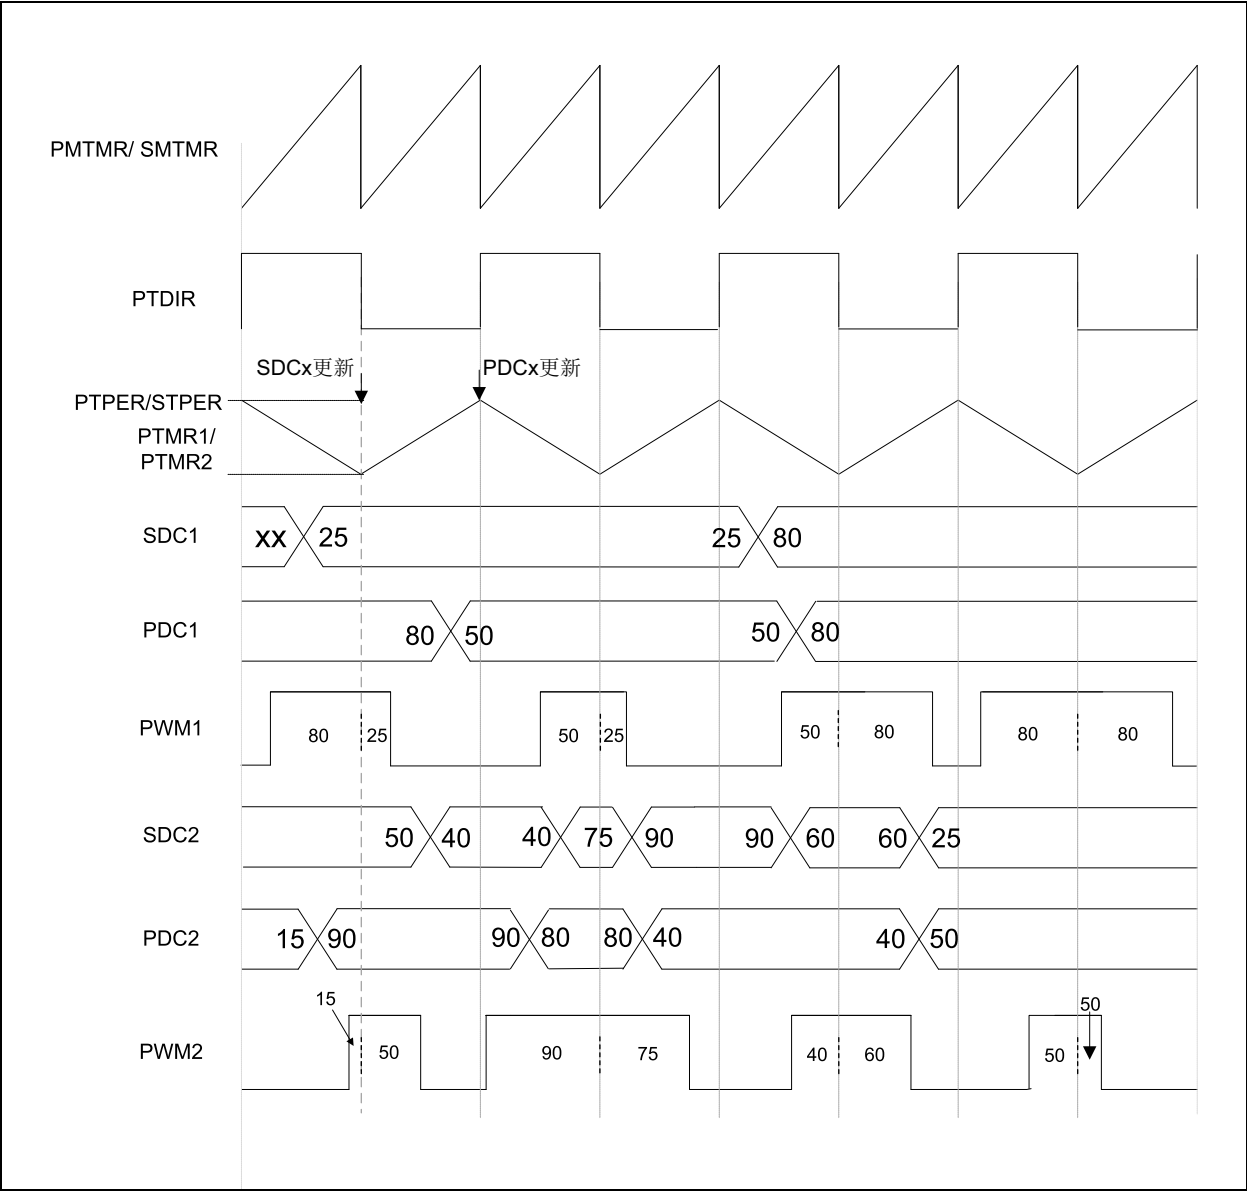 PMTMR/ SMTMR
PTDIR
SDCx更新
PDCx更新
PTPER/STPER
PTMR1/
PTMR2
SDC1
xx 25 25 80
PDC1
80 50 50 80
PWM1
80 25 50 25 50 80 80 80
SDC2
50 40 40 75 90 90 60 60 25
PDC2
15 90 90 80 80 40 40 50
15
50
PWM2
50 90 75 40 60 50